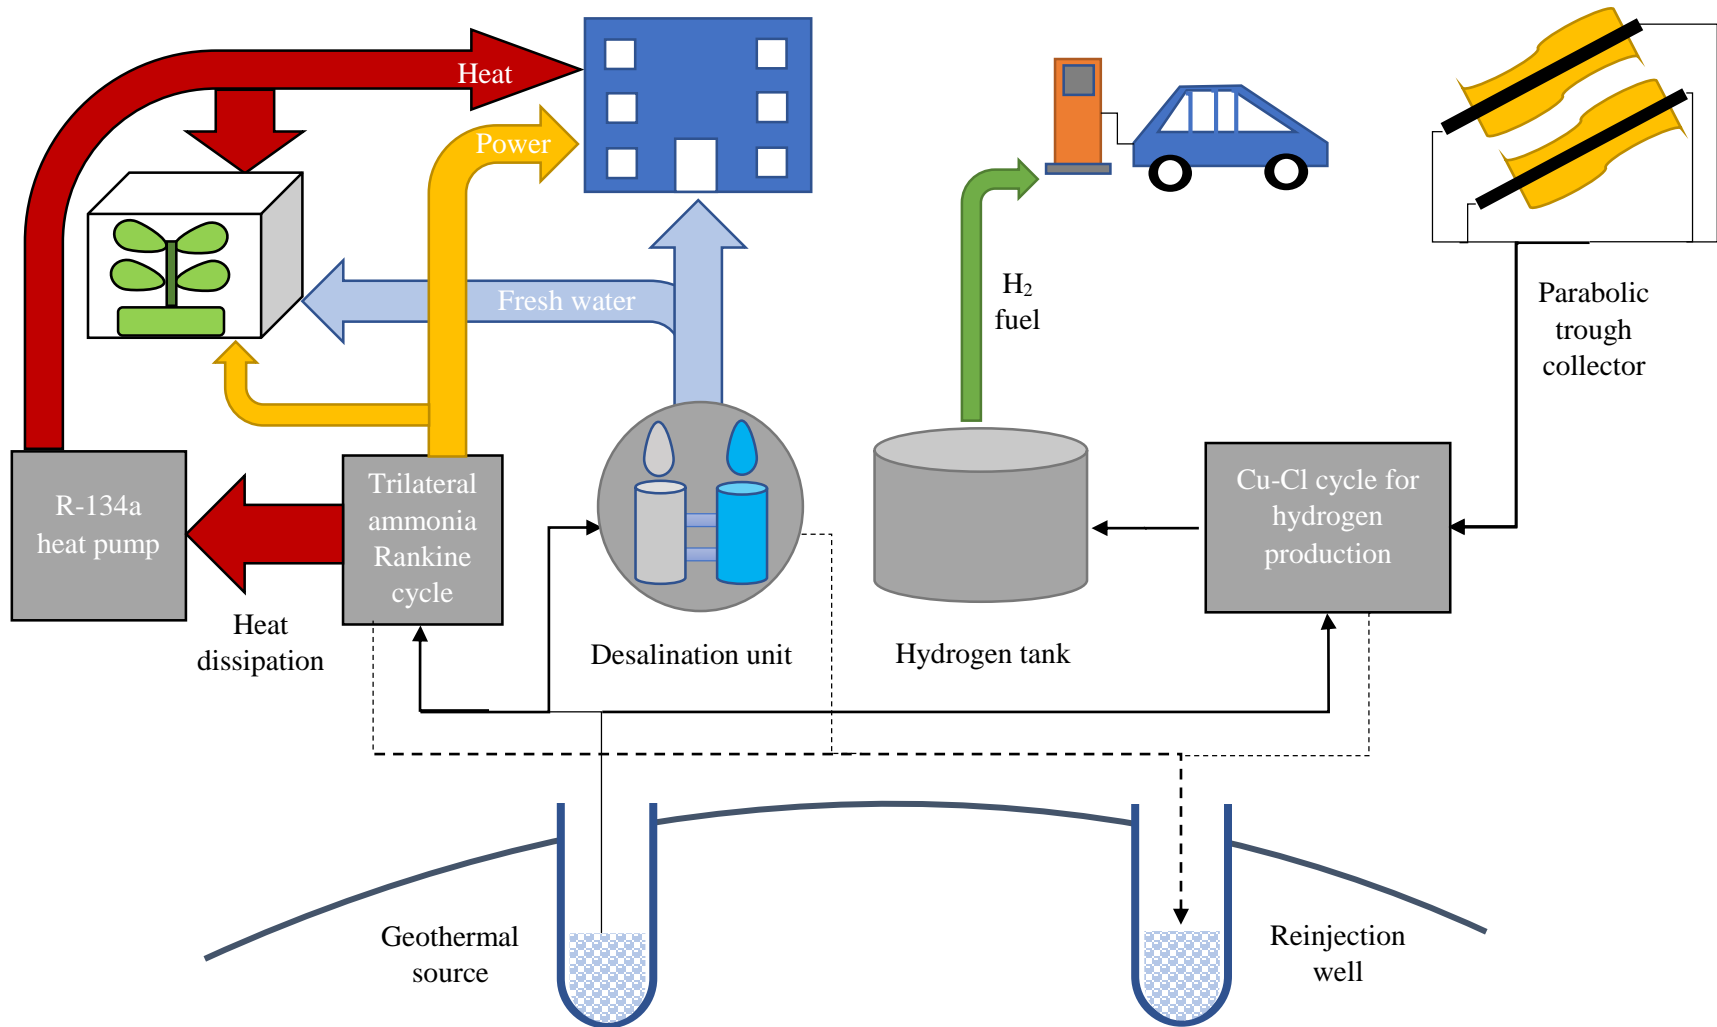 Heat
Power
Fresh water
H₂
fuel
Parabolic
trough
collector
R-134a
heat pump
Trilateral
ammonia
Rankine
cycle
Cu-Cl cycle for
hydrogen
production
Heat
dissipation
Desalination unit
Hydrogen tank
Geothermal
source
Reinjection
well